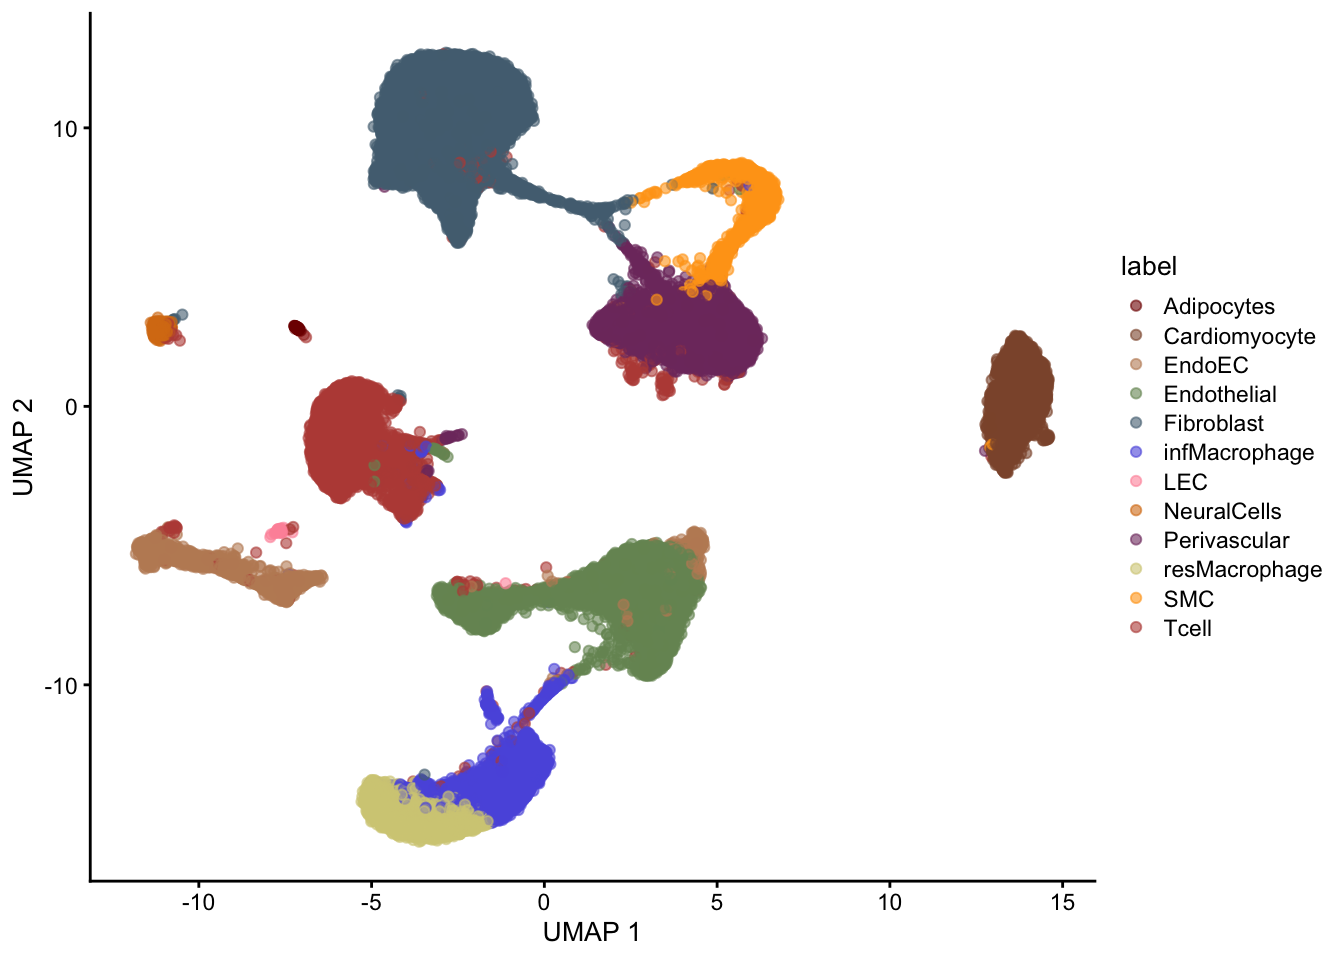 10
0
-10
UMAP 2
-10
-5
0
5
10
15
UMAP 1
label
Adipocytes
Cardiomyocyte
EndoEC
Endothelial
Fibroblast
infMacrophage
LEC
NeuralCells
Perivascular
resMacrophage
SMC
Tcell